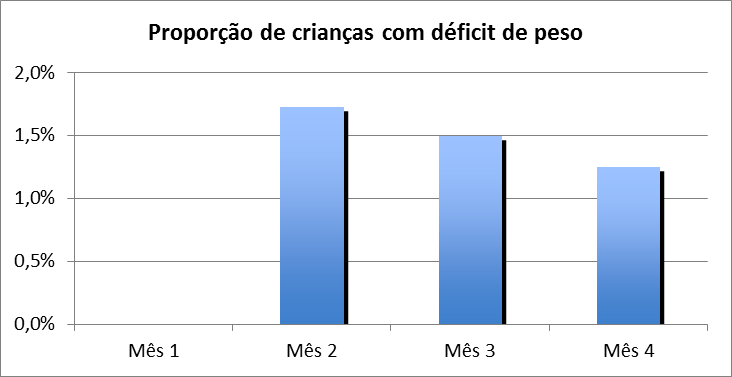 Proporção de crianças com déficit de peso
2,0%
1,5%
1,0%
0,5%
0,0%
Mês 1 Mês 2 Mês 3 Mês 4